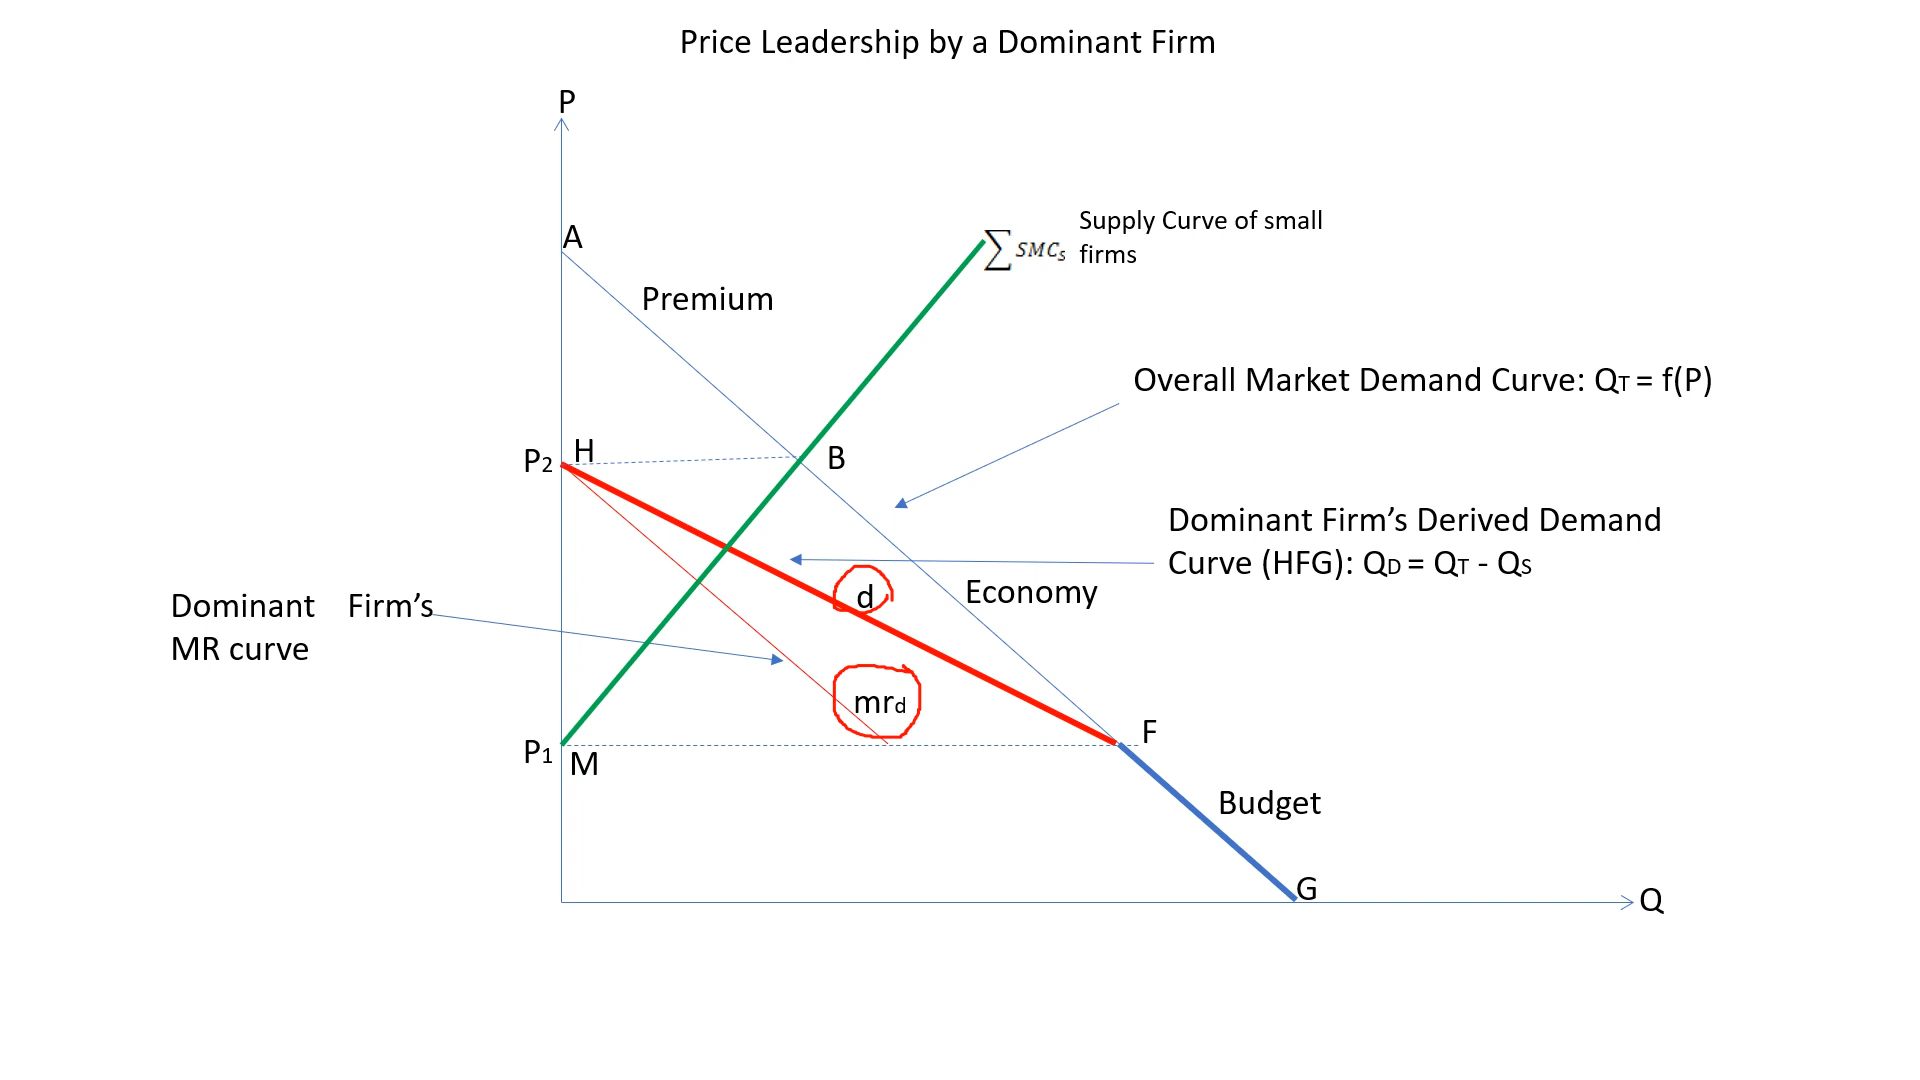 Price Leadership by a Dominant Firm
P
A
∑SMCs
Supply Curve of small
firms
Premium
Overall Market Demand Curve: QT = f(P)
P2
H
B
Dominant Firm’s Derived Demand
Curve (HFG): QD = QT - QS
d
Economy
Dominant Firm’s
MR curve
mrd
F
P1
M
Budget
G
Q